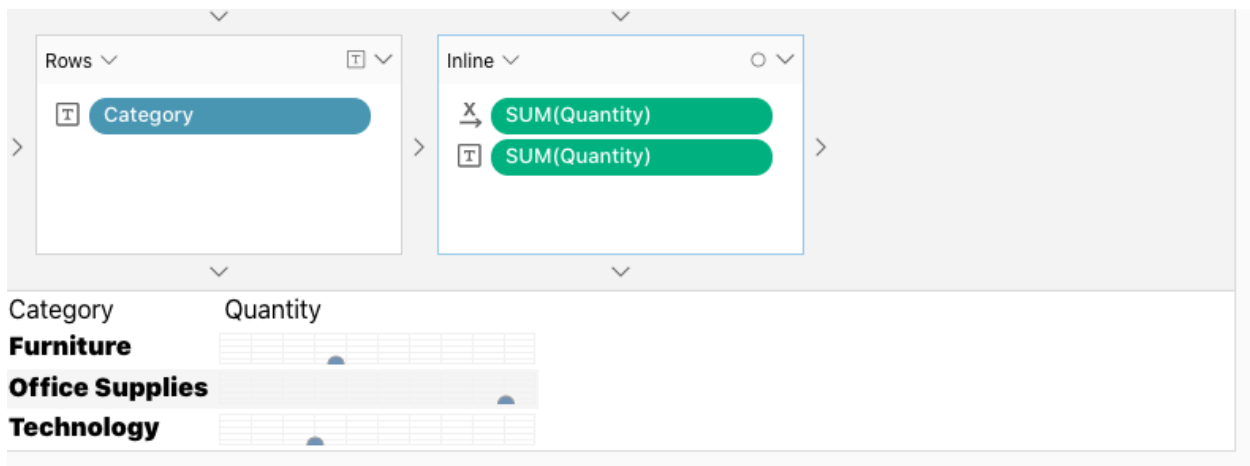 Rows T Inline
T Category X SUM(Quantity)
T SUM(Quantity)
Category Quantity
Furniture
Office Supplies
Technology